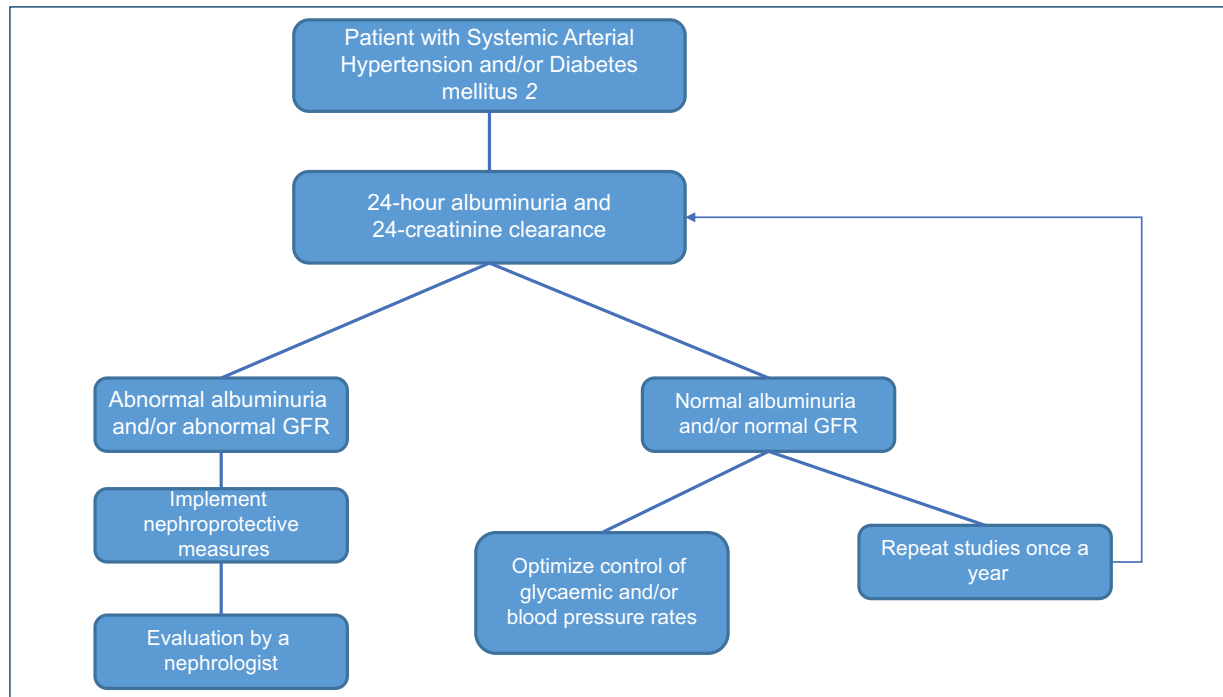 Patient with Systemic Arterial
Hypertension and/or Diabetes
mellitus 2
24-hour albuminuria and
24-creatinine clearance
Abnormal albuminuria
and/or abnormal GFR
Normal albuminuria
and/or normal GFR
Implement
nephroprotective
measures
Optimize control of
glycaemic and/or
blood pressure rates
Repeat studies once a
year
Evaluation by a
nephrologist